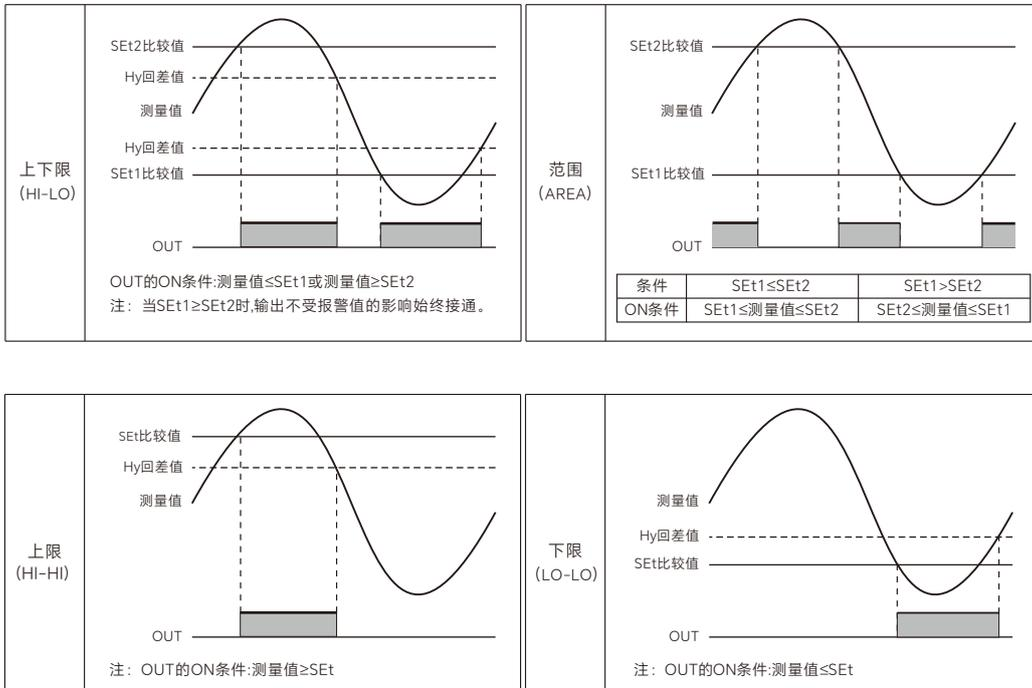 上下限
(HI-LO)
SEt2比较值
Hy回差值
测量值
Hy回差值
SEt1比较值
OUT
OUT的ON条件:测量值≤SEt1或测量值≥SEt2
注：当SEt1≥SEt2时,输出不受报警值的影响始终接通。
范围
(AREA)
SEt2比较值
测量值
SEt1比较值
OUT
条件 SEt1≤SEt2 SEt1>SEt2
ON条件 SEt1≤测量值≤SEt2 SEt2≤测量值≤SEt1
上限
(HI-HI)
SEt比较值
Hy回差值
测量值
OUT
注：OUT的ON条件:测量值≥SEt
下限
(LO-LO)
测量值
Hy回差值
SEt比较值
OUT
注：OUT的ON条件:测量值≤SEt